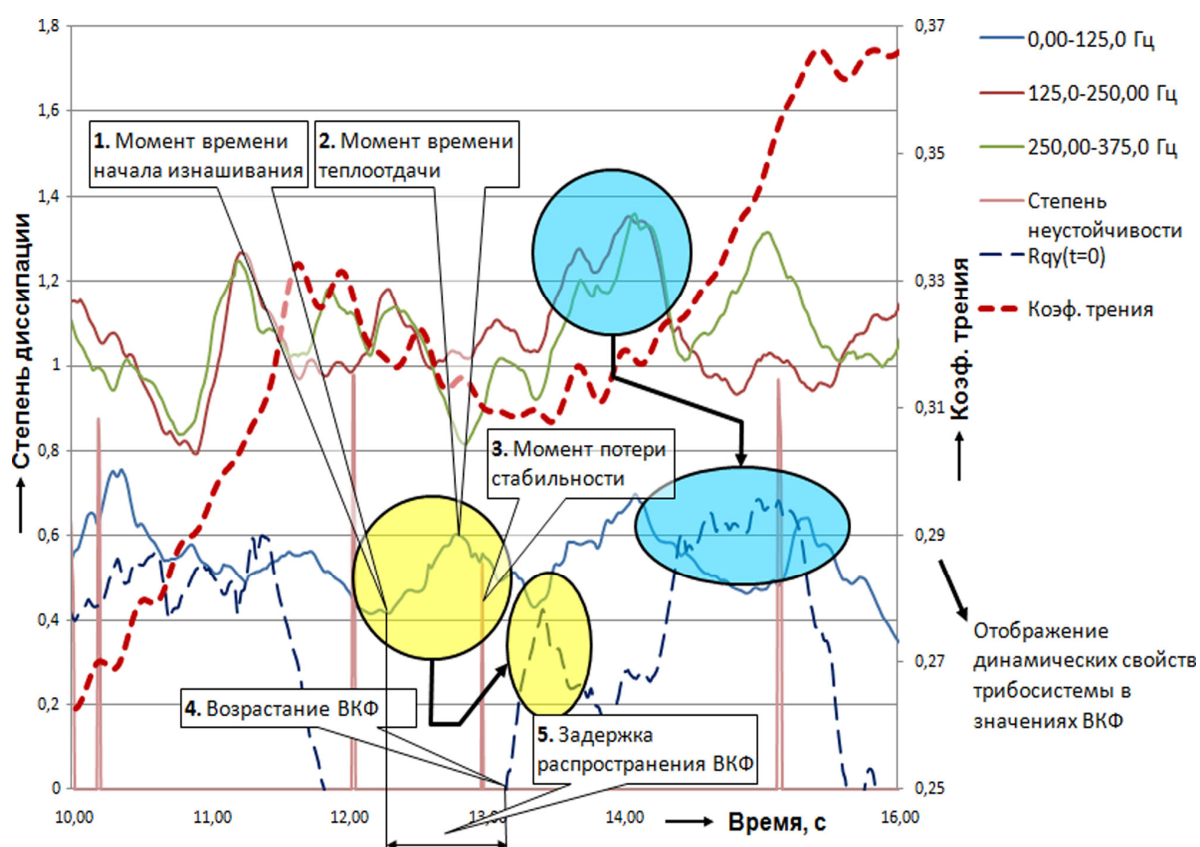 1,8
1,6
1,4
1,2
1
0,8
0,6
0,4
0,2
0
Степень диссипации
1. Момент времени
начала изнашивания
2. Момент времени
теплоотдачи
3. Момент потери
стабильности
4. Возрастание ВКФ
5. Задержка
распространения ВКФ
10,00
11,00
12,00
13,00
14,00
16,00
Время, с
0,37
0,35
0,33
0,31
0,29
0,27
0,25
Коэф. трения
0,00-125,0 Гц
125,0-250,00 Гц
250,00-375,0 Гц
Степень
неустойчивости
Rqy(t=0)
Коэф. трения
Отображение
динамических свойств
трибосистемы в
значениях ВКФ